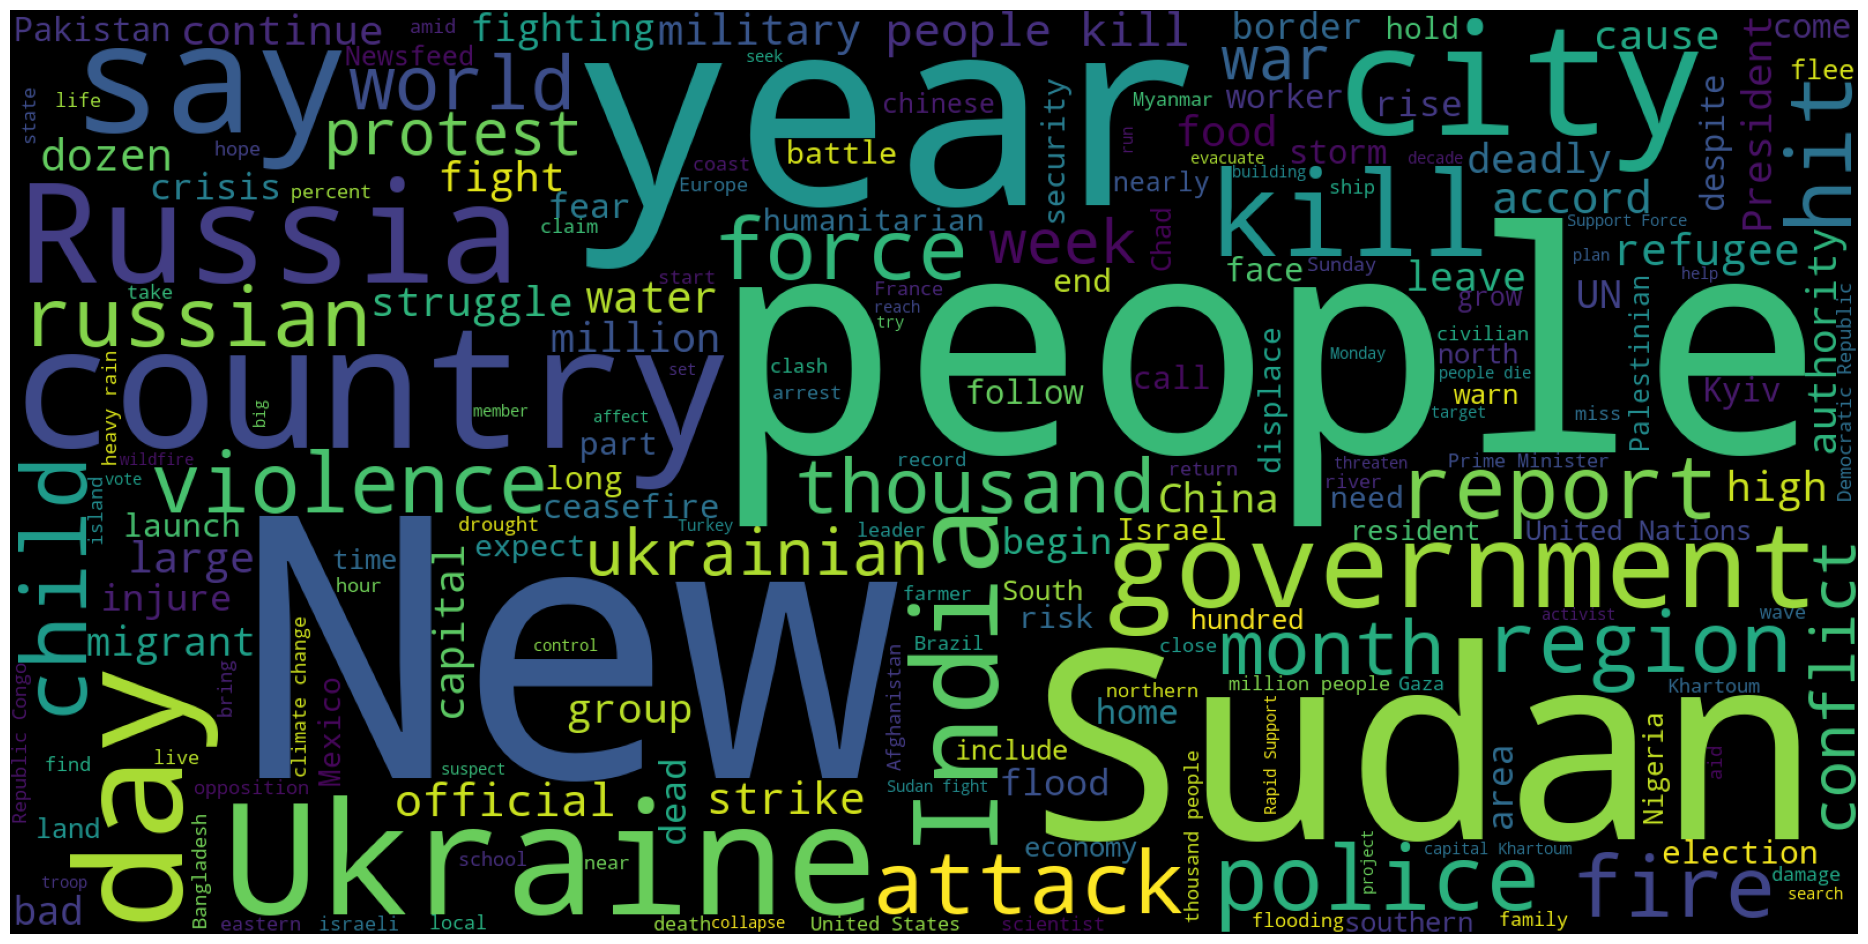 Pakistan
continue
amid
fighting
military
people kill
border
hold
cause
come
say
Newsfeed
world
seek
year
chinese
war
city
President
flee
hit
state
life
protest
Myanmar
worker
rise
despite
dozen
hope
battle
security
run
food
storm
decade
deadly
crisis
percent
fight
coast
Europe
evacuate
building
nearly
ship
accord
Russia
fear
claim
humanitarian
force
week
Chad
kill
Support Force
refugee
authority
take
russian
struggle
water
start
France
reach
try
end
face
Sunday
leave
plan
help
grow
UN
people
Palestinian
Democratic Republic
country
million
set
clash
arrest
follow
call
displace
Monday
civilian
north
people die
warn
target
miss
Kyiv
heavy rain
big
member
affect
part
wildfire
vote
child
island
violence
long
ceasefire
record
thousand
return
China
threaten
river
need
Prime Minister
report
high
launch
large
injure
time
hour
drought
expect
Turkey
ukrainian
leader
India
begin
Israel
resident
United Nations
government
conflict
migrant
capital
New
control
farmer
South
risk
hundred
activist
wave
Brazil
close
month
region
Republic Congo
bring
climate change
Mexico
group
Afghanistan
northern
home
million people
Gaza
Khartoum
Sudan
day
find
live
opposition
suspect
official
dead
strike
include
Sudan fight
flood
Rapid Support
area
Nigeria
aid
land
Ukraine
economy
thousand people
capital Khartoum
project
election
damage
search
troop
bad
Bangladesh
school
near
attack
police
fire
eastern
israeli
local
death
collapse
United States
scientist
flooding
southern
family